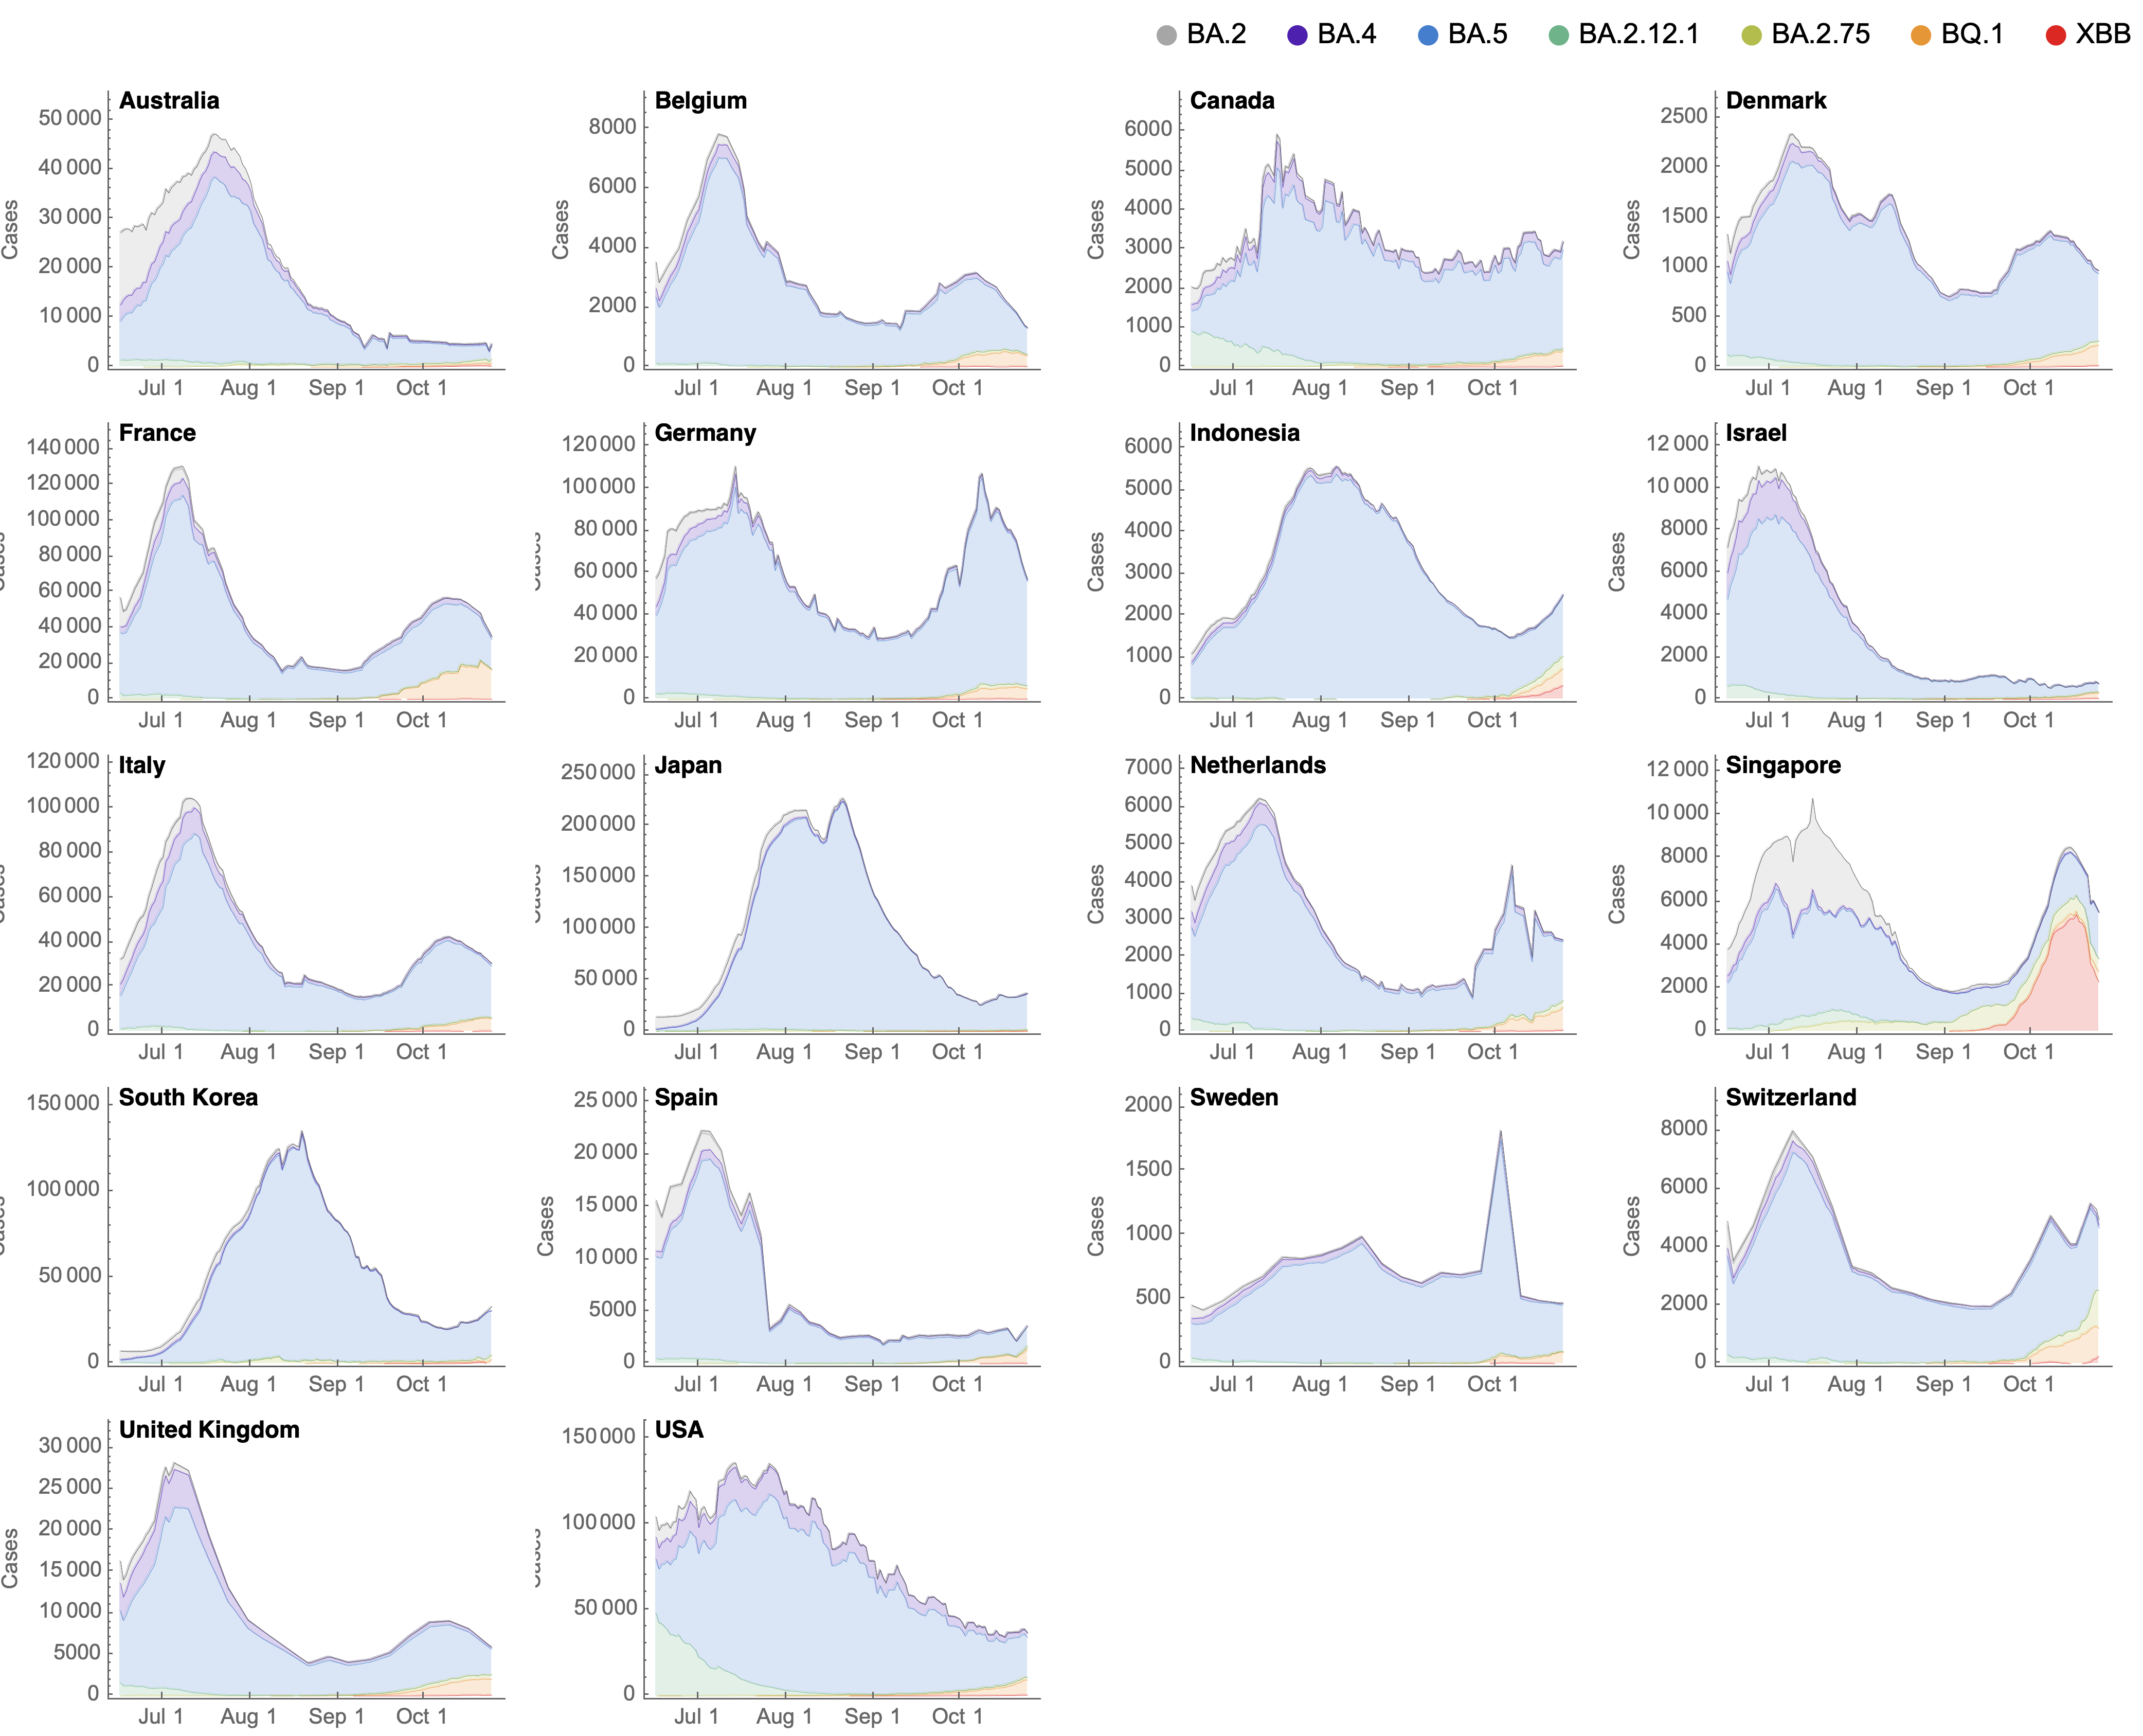 BA.2 BA.4 BA.5 BA.2.12.1 BA.2.75 BQ.1 XBB
Australia
Cases
50 000
40 000
30 000
20 000
10 000
0
Jul 1 Aug 1 Sep 1 Oct 1
Belgium
Cases
8000
6000
4000
2000
0
Jul 1 Aug 1 Sep 1 Oct 1
Canada
Cases
6000
5000
4000
3000
2000
1000
0
Jul 1 Aug 1 Sep 1 Oct 1
Denmark
Cases
2500
2000
1500
1000
500
0
Jul 1 Aug 1 Sep 1 Oct 1
France
Cases
140 000
120 000
100 000
80 000
60 000
40 000
20 000
0
Jul 1 Aug 1 Sep 1 Oct 1
Germany
Cases
120 000
100 000
80 000
60 000
40 000
20 000
0
Jul 1 Aug 1 Sep 1 Oct 1
Indonesia
Cases
6000
5000
4000
3000
2000
1000
0
Jul 1 Aug 1 Sep 1 Oct 1
Israel
Cases
12 000
10 000
8000
6000
4000
2000
0
Jul 1 Aug 1 Sep 1 Oct 1
Italy
Cases
120 000
100 000
80 000
60 000
40 000
20 000
0
Jul 1 Aug 1 Sep 1 Oct 1
Japan
Cases
250 000
200 000
150 000
100 000
50 000
0
Jul 1 Aug 1 Sep 1 Oct 1
Netherlands
Cases
7000
6000
5000
4000
3000
2000
1000
0
Jul 1 Aug 1 Sep 1 Oct 1
Singapore
Cases
12 000
10 000
8000
6000
4000
2000
0
Jul 1 Aug 1 Sep 1 Oct 1
South Korea
Cases
150 000
100 000
50 000
0
Jul 1 Aug 1 Sep 1 Oct 1
Spain
Cases
25 000
20 000
15 000
10 000
5000
0
Jul 1 Aug 1 Sep 1 Oct 1
Sweden
Cases
2000
1500
1000
500
0
Jul 1 Aug 1 Sep 1 Oct 1
Switzerland
Cases
8000
6000
4000
2000
0
Jul 1 Aug 1 Sep 1 Oct 1
United Kingdom
Cases
30 000
25 000
20 000
15 000
10 000
5000
0
Jul 1 Aug 1 Sep 1 Oct 1
USA
Cases
150 000
100 000
50 000
0
Jul 1 Aug 1 Sep 1 Oct 1